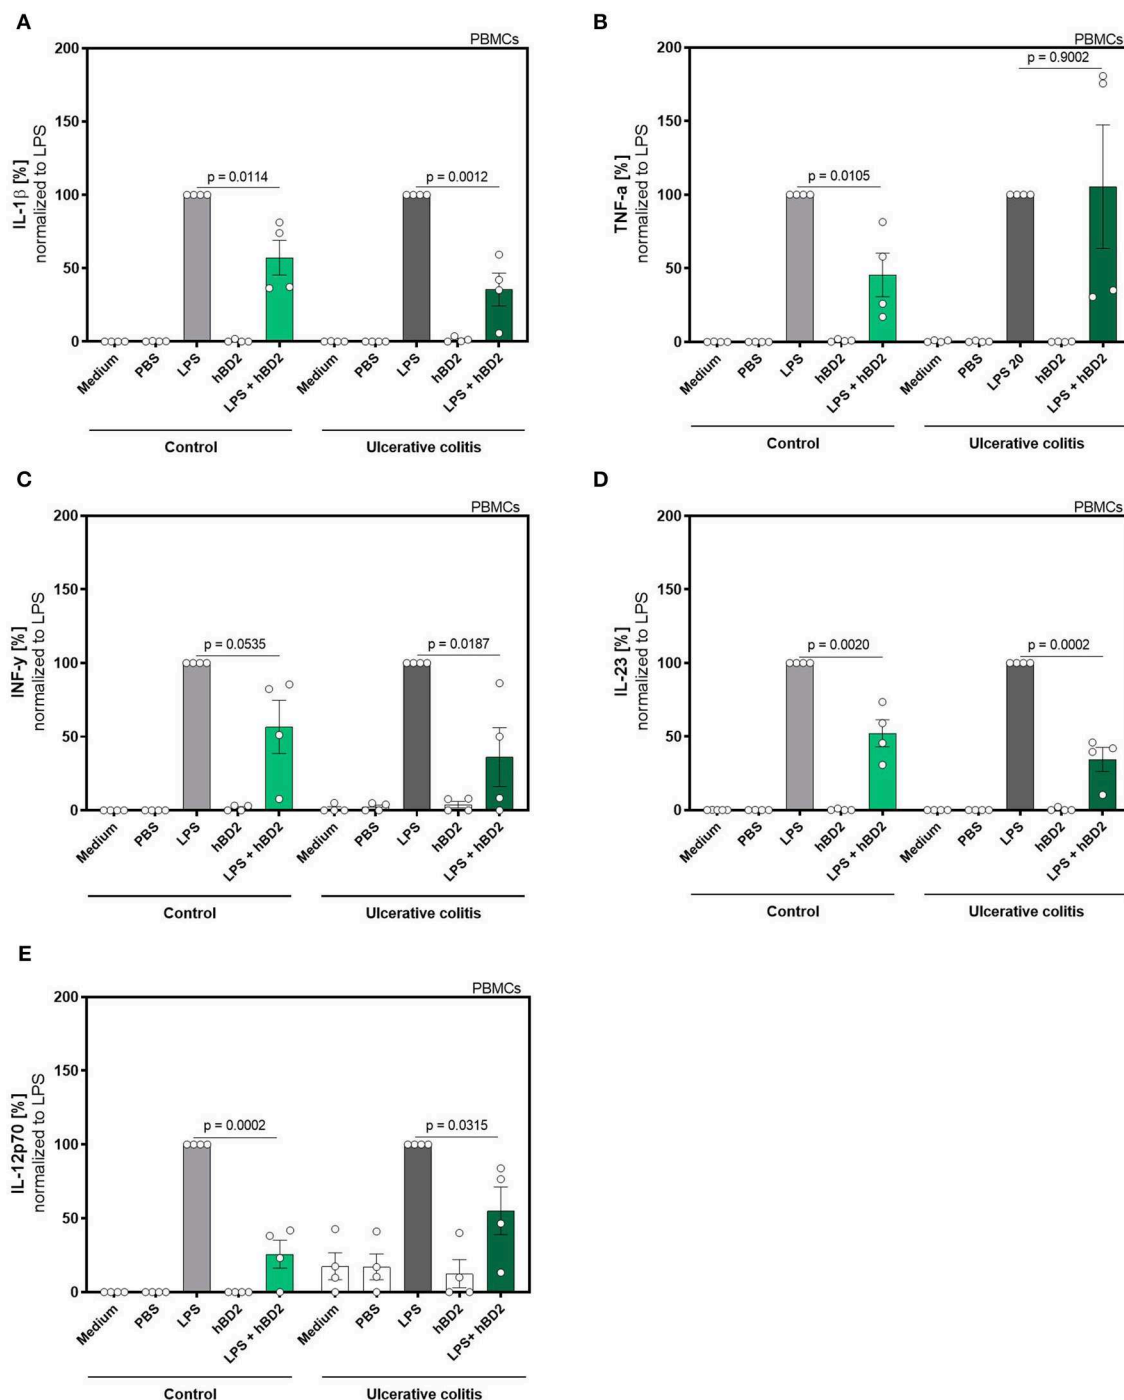 A
PBMCs
200
150
100
50
0
IL-1β [%]
normalized to LPS
p = 0.0114
p = 0.0012
Medium
PBS
LPS
hBD2
LPS + hBD2
Medium
PBS
LPS
hBD2
LPS + hBD2
Control
Ulcerative colitis
B
PBMCs
200
150
100
50
0
TNF-a [%]
normalized to LPS
p = 0.0105
p = 0.9002
Medium
PBS
LPS
hBD2
LPS + hBD2
Medium
PBS
LPS 20
hBD2
LPS + hBD2
Control
Ulcerative colitis
C
PBMCs
200
150
100
50
0
INF-y [%]
normalized to LPS
p = 0.0535
p = 0.0187
Medium
PBS
LPS
hBD2
LPS + hBD2
Medium
PBS
LPS
hBD2
LPS + hBD2
Control
Ulcerative colitis
D
PBMCs
200
150
100
50
0
IL-23 [%]
normalized to LPS
p = 0.0020
p = 0.0002
Medium
PBS
LPS
hBD2
LPS + hBD2
Medium
PBS
LPS
hBD2
LPS + hBD2
Control
Ulcerative colitis
E
PBMCs
200
150
100
50
0
IL-12p70 [%]
normalized to LPS
p = 0.0002
p = 0.0315
Medium
PBS
LPS
hBD2
LPS + hBD2
Medium
PBS
LPS
hBD2
LPS+ hBD2
Control
Ulcerative colitis